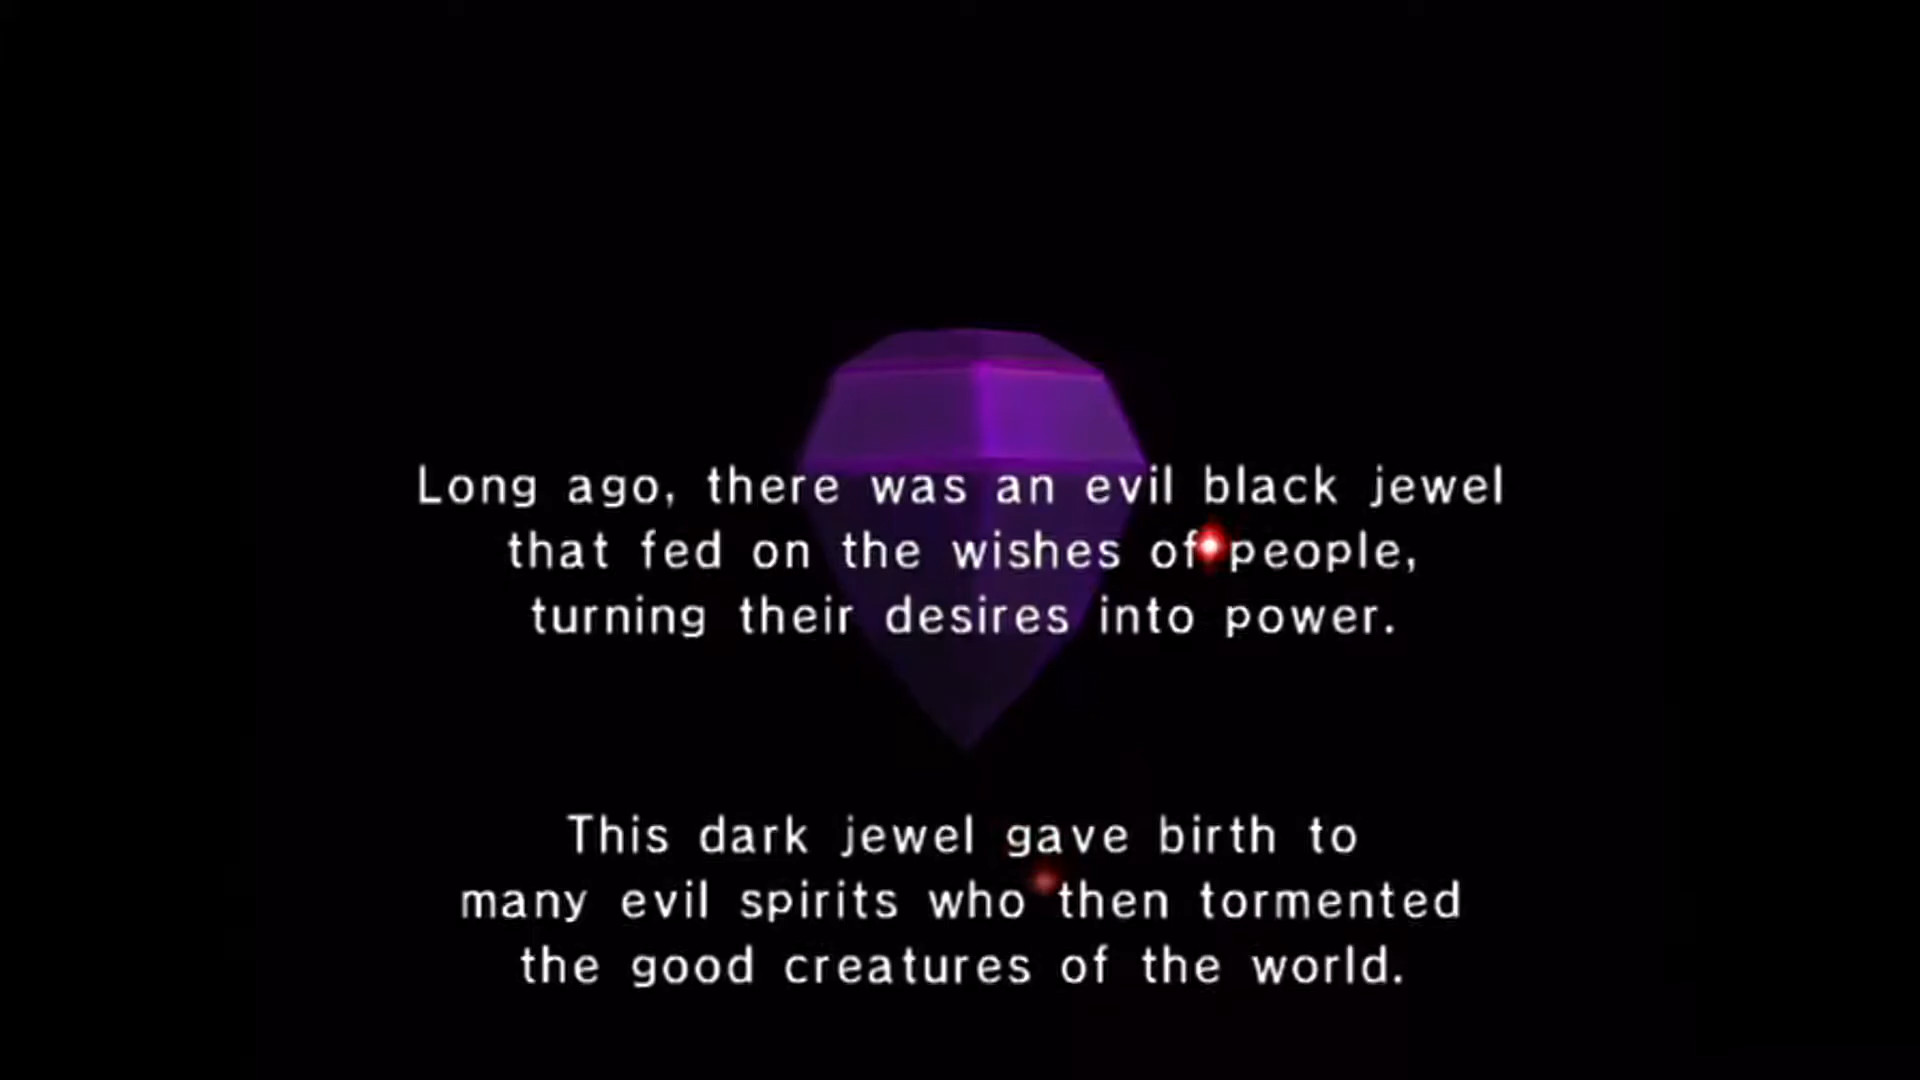 Long ago, there was an evil black jewel
that fed on the wishes of people,
turning their desires into power.
This dark jewel gave birth to
many evil spirits who then tormented
the good creatures of the world.